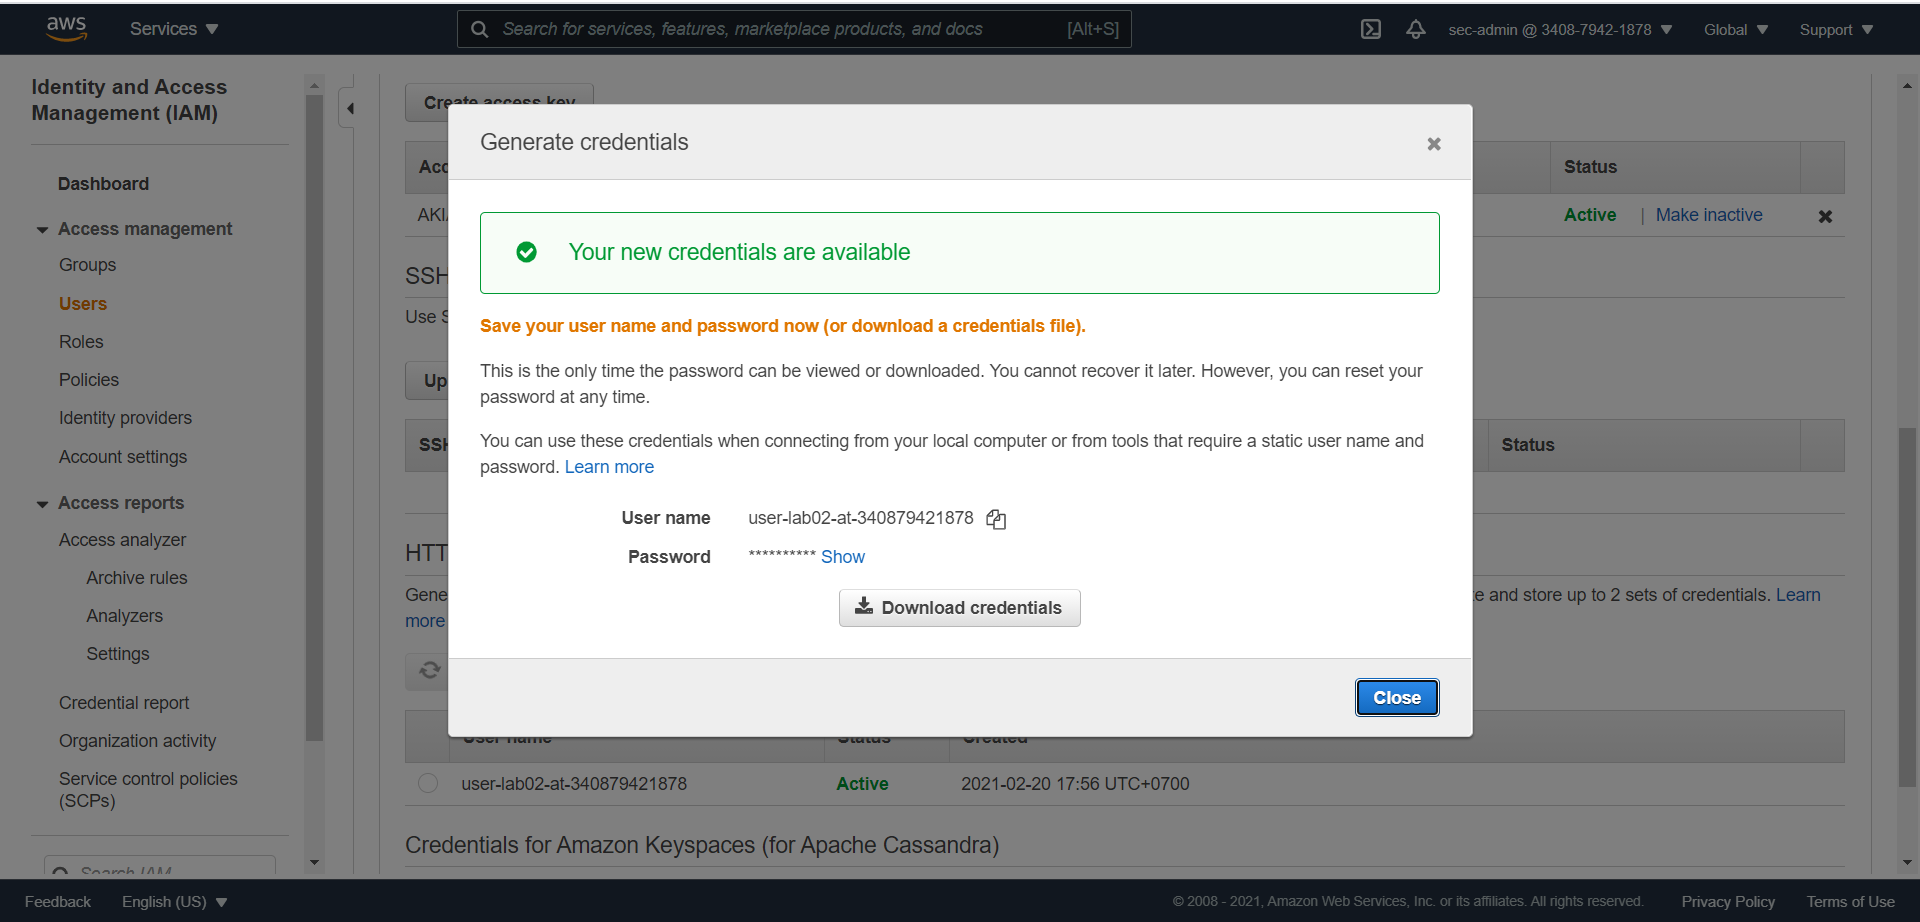 aws
Services
Search for services, features, marketplace products, and docs
[Alt+S]
sec-admin @ 3408-7942-1878
Global
Support
Identity and Access
Management (IAM)
Dashboard
Access management
Groups
Users
Roles
Policies
Identity providers
Account settings
Access reports
Access analyzer
Archive rules
Analyzers
Settings
Credential report
Organization activity
Service control policies
(SCPs)
Search IAM
Create access key
Acc
Status
AKI
Active | Make inactive
SSH
Use S
Up
SSH
Status
HTT
Gene
e and store up to 2 sets of credentials. Learn
more
Generate credentials
Your new credentials are available
Save your user name and password now (or download a credentials file).
This is the only time the password can be viewed or downloaded. You cannot recover it later. However, you can reset your
password at any time.
You can use these credentials when connecting from your local computer or from tools that require a static user name and
password. Learn more
User name user-lab02-at-340879421878
Password ********** Show
Download credentials
Close
User name Status Created
user-lab02-at-340879421878 Active 2021-02-20 17:56 UTC+0700
Credentials for Amazon Keyspaces (for Apache Cassandra)
Feedback
English (US)
© 2008 - 2021, Amazon Web Services, Inc. or its affiliates. All rights reserved.
Privacy Policy
Terms of Use